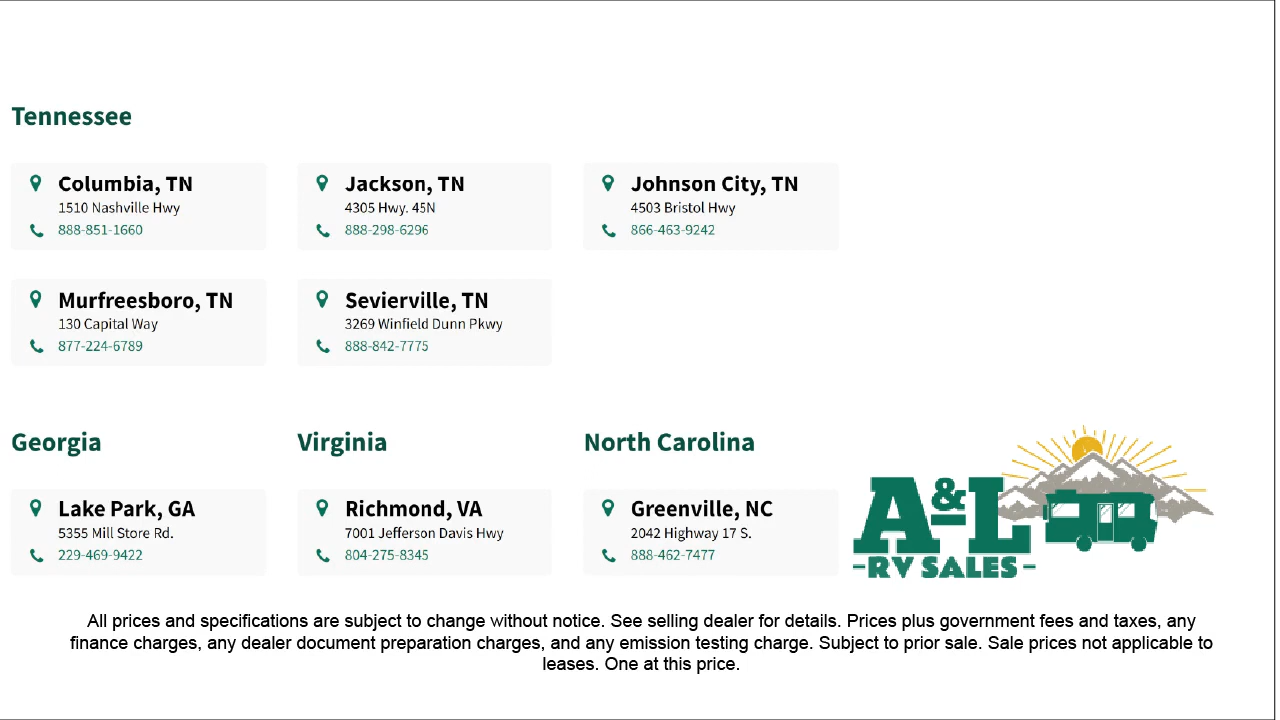 Tennessee
Columbia, TN
1510 Nashville Hwy
888-851-1660
Jackson, TN
4305 Hwy. 45N
888-298-6296
Johnson City, TN
4503 Bristol Hwy
866-463-9242
Murfreesboro, TN
130 Capital Way
877-224-6789
Sevierville, TN
3269 Winfield Dunn Pkwy
888-842-7775
Georgia
Lake Park, GA
5355 Mill Store Rd.
229-469-9422
Virginia
Richmond, VA
7001 Jefferson Davis Hwy
804-275-8345
North Carolina
Greenville, NC
2042 Highway 17 S.
888-462-7477
A&L
-RV SALES-
All prices and specifications are subject to change without notice. See selling dealer for details. Prices plus government fees and taxes, any
finance charges, any dealer document preparation charges, and any emission testing charge. Subject to prior sale. Sale prices not applicable to
leases. One at this price.